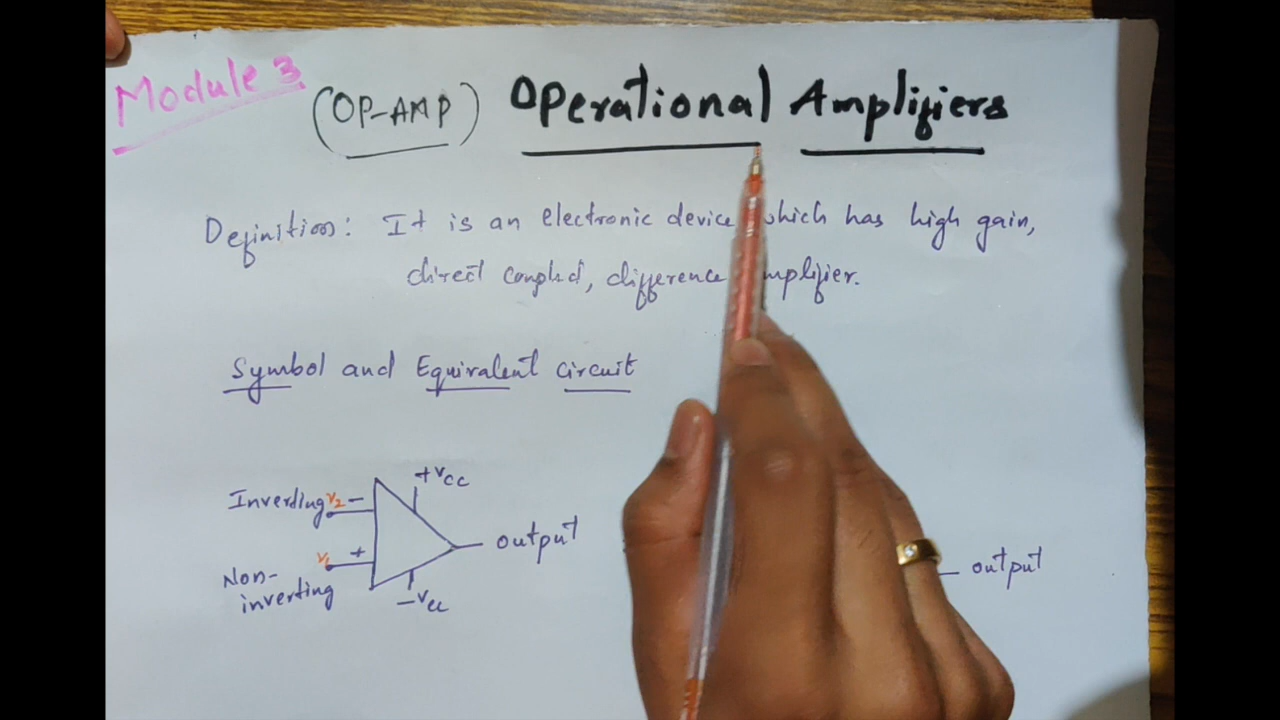 Module 3
(OP-AMP) Operational Amplifiers
Definition: It is an electronic device which has high gain,
direct coupled, difference amplifier.
Symbol and Equivalent Circuit
+Vcc
Inverting V2 -
output
V1 +
Non-
inverting
-Vcc
output